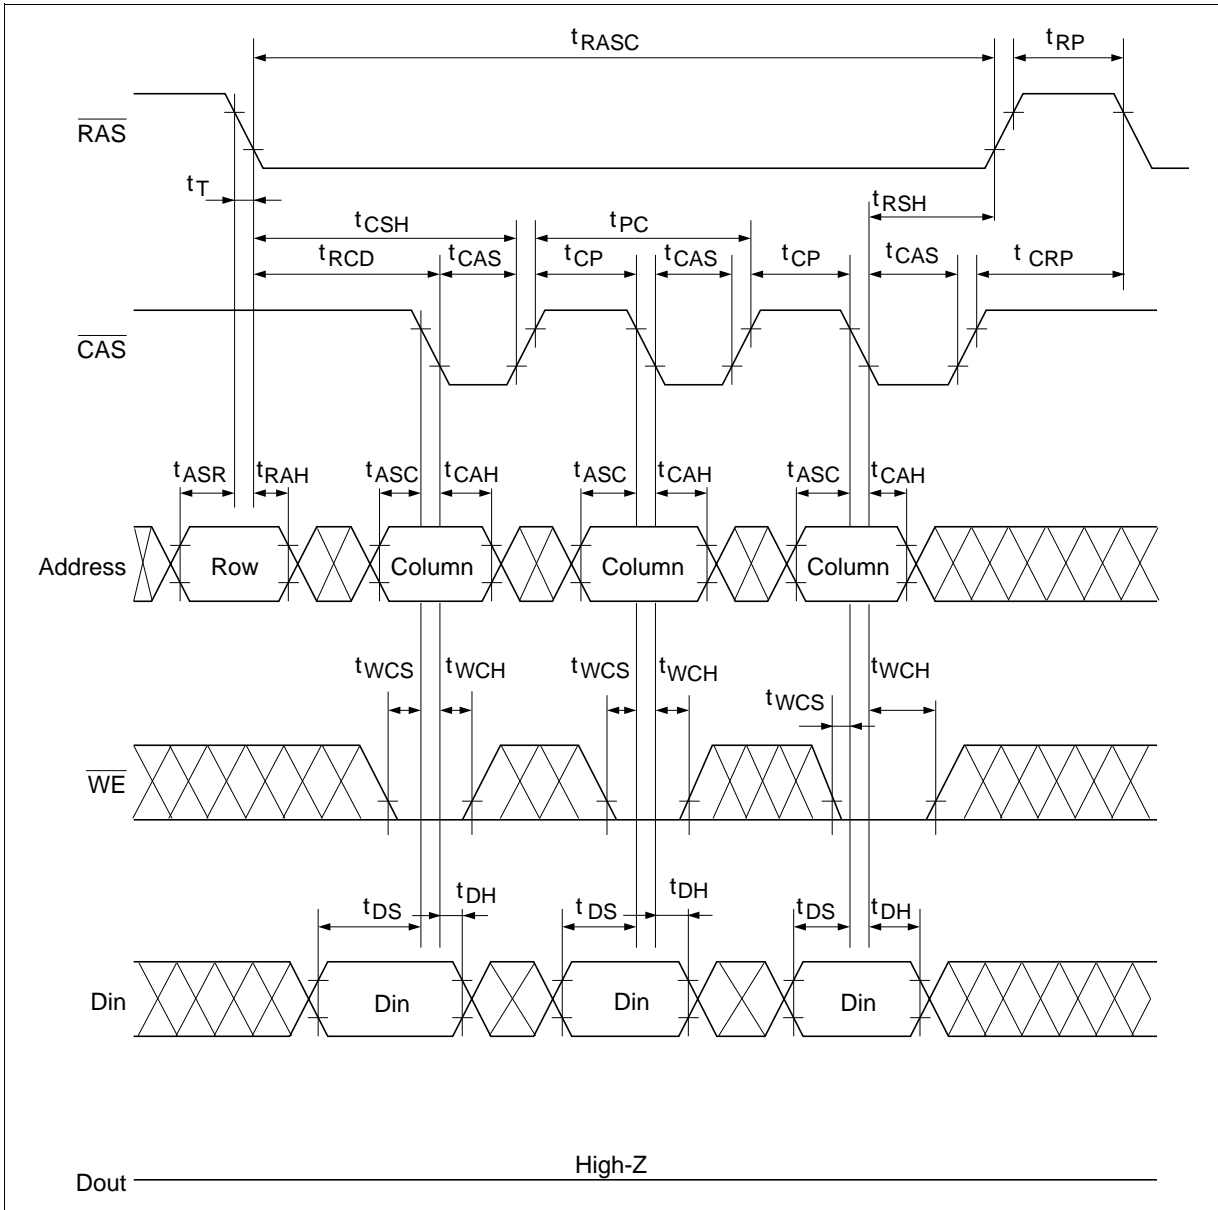 tRASC tRP
RAS
tT tRSH
tCSH tPC
tRCD tCAS tCP tCAS tCP tCAS tCRP
CAS
tASR tRAH tASC tCAH tASC tCAH tASC tCAH
Address Row Column Column Column
tWCS tWCH tWCS tWCH tWCS tWCH
WE
tDS tDH tDS tDH tDS tDH
Din Din Din Din
High-Z
Dout